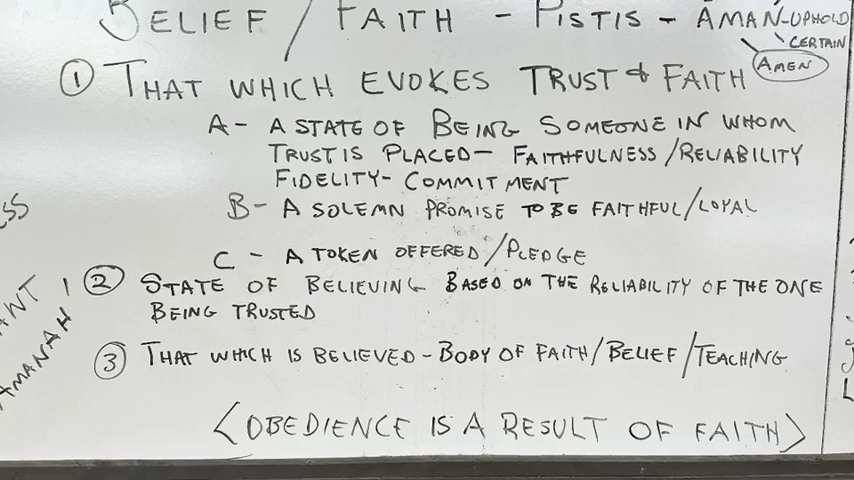 BELIEF / FAITH - PISTIS - AMAN-UPHOLD
CERTAIN
AMEN
① THAT WHICH EVOKES TRUST & FAITH
A- A STATE OF BEING SOMEONE IN WHOM
TRUST IS PLACED- FAITHFULNESS/RELIABILITY
FIDELITY- COMMITMENT
B- A SOLEMN PROMISE TO BE FAITHFUL/LOYAL
C - A TOKEN OFFERED/PLEDGE
② STATE OF BELIEVING BASED ON THE RELIABILITY OF THE ONE
BEING TRUSTED
③ THAT WHICH IS BELIEVED - BODY OF FAITH/BELIEF/TEACHING
<OBEDIENCE IS A RESULT OF FAITH>
AMANAH